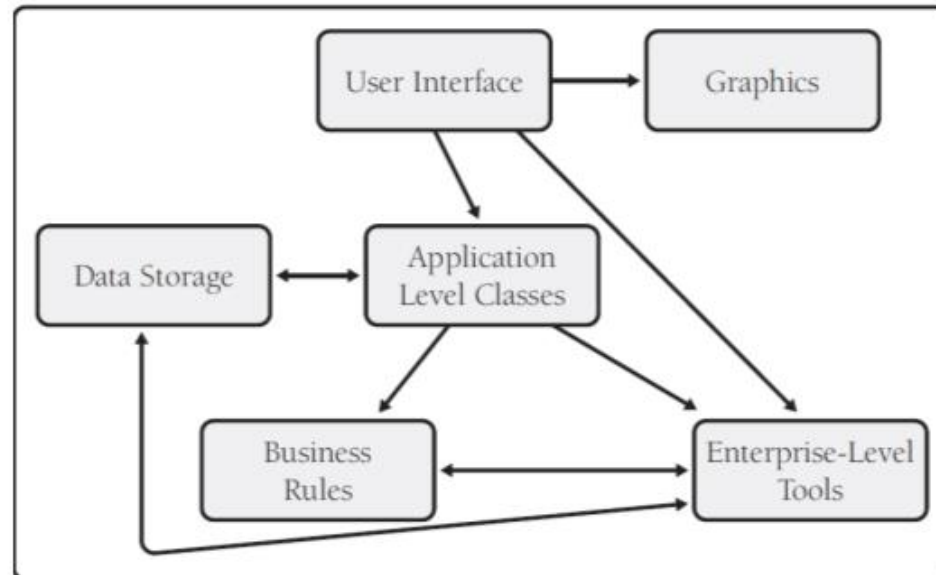 User Interface
Graphics
Data Storage
Application
Level Classes
Business
Rules
Enterprise-Level
Tools